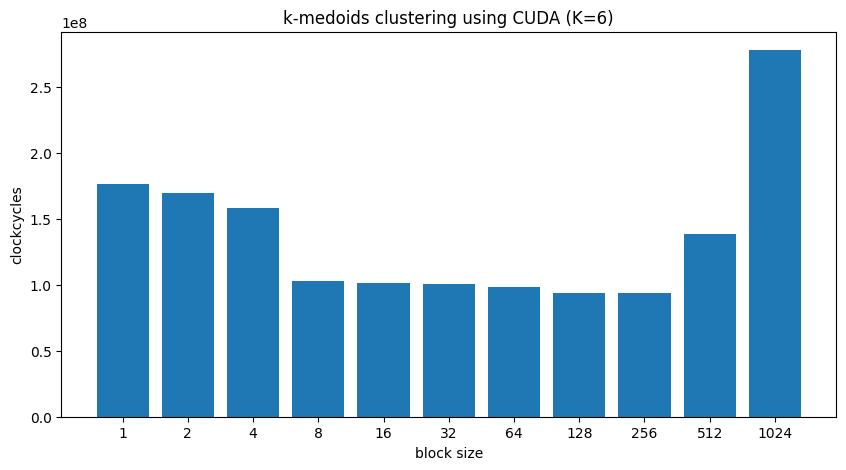 k-medoids clustering using CUDA (K=6)
1e8
2.5
2.0
1.5
1.0
0.5
0.0
clockcycles
1 2 4 8 16 32 64 128 256 512 1024
block size